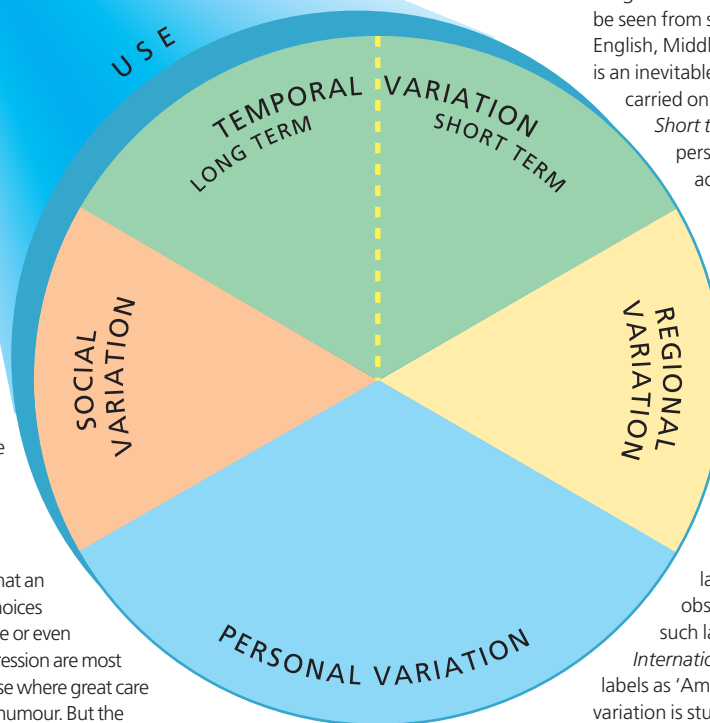 USE
TEMPORAL VARIATION
LONG TERM
SHORT TERM
SOCIAL
VARIATION
REGIONAL
VARIATION
PERSONAL VARIATION
be seen from s
English, Middl
is an inevitable
carried on
Short t
pers
ac
e
hat an
hoices
e or even
ression are most
se where great care
humour. But the
la
obs
such la
Internatio
labels as ‘Am
variation is stu